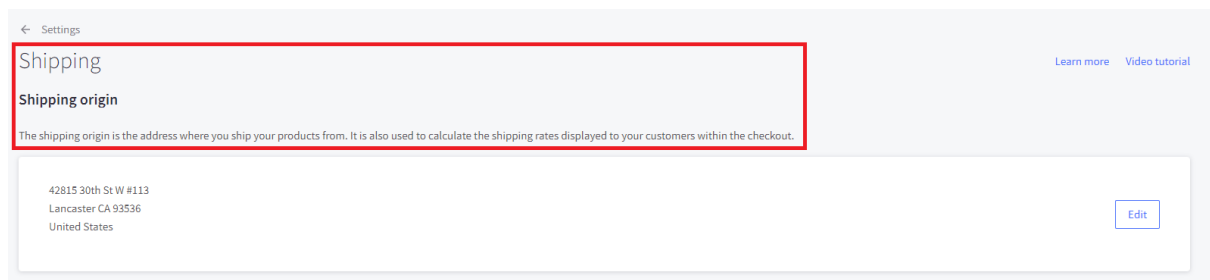 ← Settings
Shipping
Learn more Video tutorial
Shipping origin
The shipping origin is the address where you ship your products from. It is also used to calculate the shipping rates displayed to your customers within the checkout.
42815 30th St W #113
Lancaster CA 93536
United States
Edit